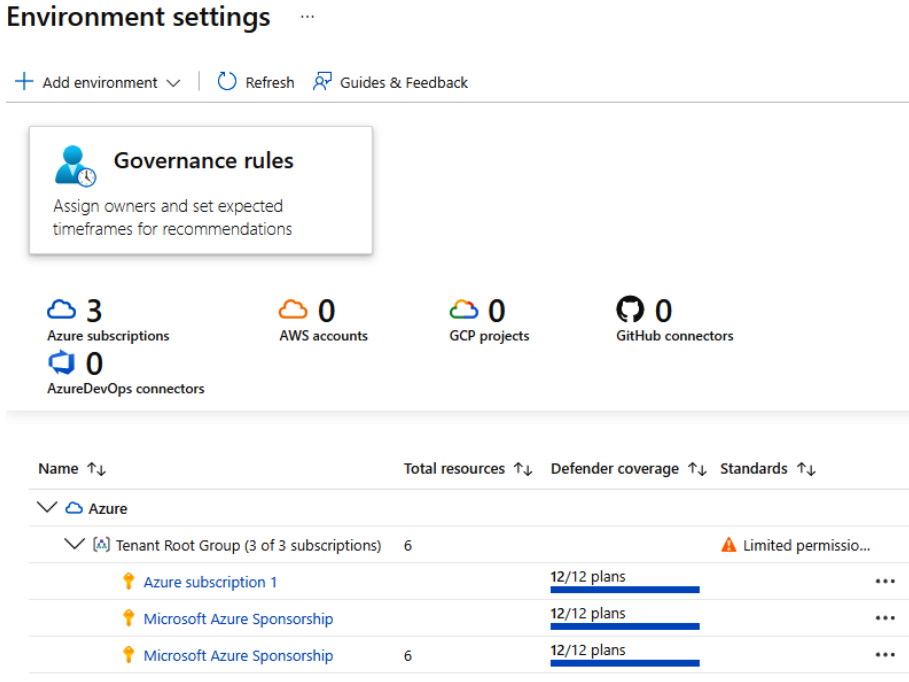 Environment settings ...
Add environment
Refresh
Guides & Feedback
Governance rules
Assign owners and set expected
timeframes for recommendations
3
Azure subscriptions
0
AWS accounts
0
GCP projects
0
GitHub connectors
0
AzureDevOps connectors
Name ↑↓ Total resources ↑↓ Defender coverage ↑↓ Standards ↑↓
Azure
Tenant Root Group (3 of 3 subscriptions) 6 Limited permissio...
Azure subscription 1 12/12 plans ...
Microsoft Azure Sponsorship 12/12 plans ...
Microsoft Azure Sponsorship 6 12/12 plans ...